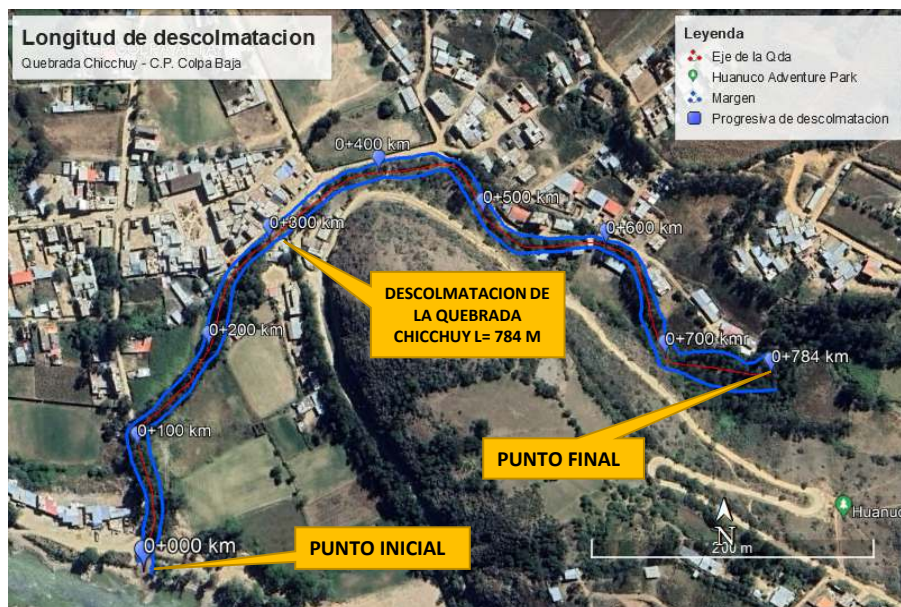 Longitud de descolmatacion
Quebrada Chicchuy - C.P. Colpa Baja
Leyenda
Eje de la Qda
Huanuco Adventure Park
Margen
Progresiva de descolmatacion
0+400 km
0+500 km
0+300 km
0+600 km
DESCOLMATACION DE
LA QUEBRADA
CHICCHUY L= 784 M
0+200 km
0+700 km
0+784 km
0+100 km
PUNTO FINAL
Huanuc
N
0+000 km
PUNTO INICIAL
200 m